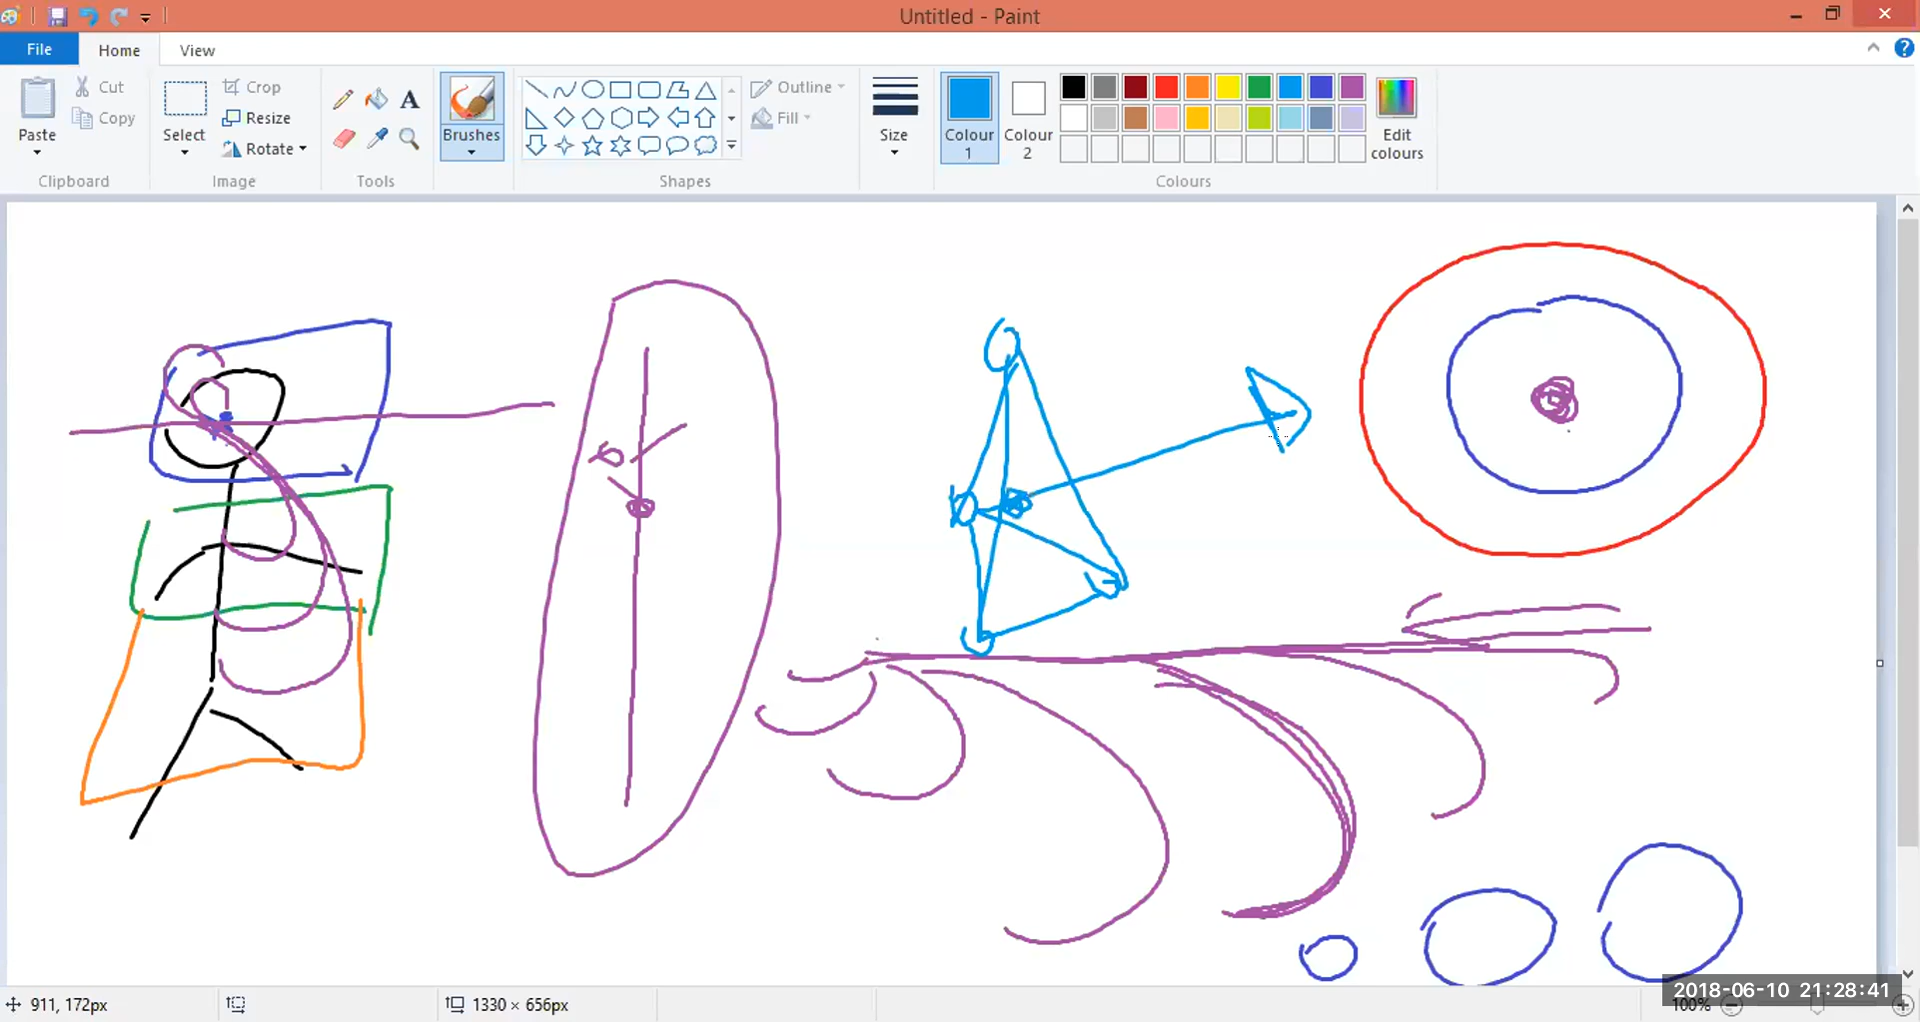 Untitled - Paint
File Home View
Paste
Cut
Copy
Clipboard
Select
Crop
Resize
Rotate
Image
A
Tools
Brushes
Outline
Fill
Shapes
Size
Colour 1
Colour 2
Edit colours
Colours
911, 172px
1330 × 656px
2018-06-10 21:28:41
100%